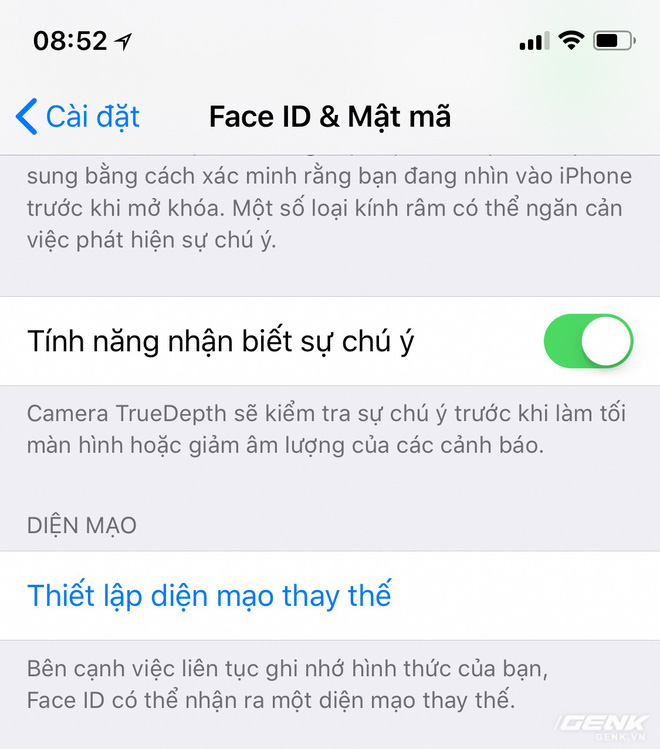 08:52
Cài đặt
Face ID & Mật mã
sung bằng cách xác minh rằng bạn đang nhìn vào iPhone
trước khi mở khóa. Một số loại kính râm có thể ngăn cản
việc phát hiện sự chú ý.
Tính năng nhận biết sự chú ý
Camera TrueDepth sẽ kiểm tra sự chú ý trước khi làm tối
màn hình hoặc giảm âm lượng của các cảnh báo.
DIỆN MẠO
Thiết lập diện mạo thay thế
Bên cạnh việc liên tục ghi nhớ hình thức của bạn,
Face ID có thể nhận ra một diện mạo thay thế.
GENK
GENK.VN